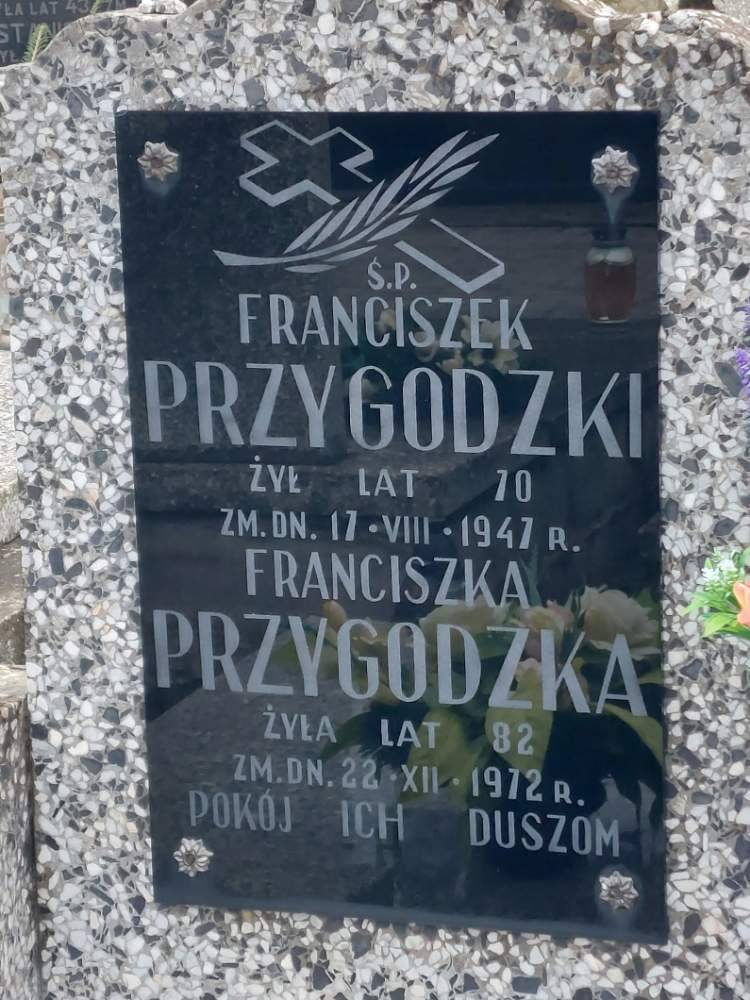 Ś.P.
FRANCISZEK
PRZYGODZKI
ŻYŁ LAT 70
ZM. DN. 17·VIII·1947 R.
FRANCISZKA
PRZYGODZKA
ŻYŁA LAT 82
ZM. DN. 22·XII·1972 R.
POKÓJ ICH DUSZOM